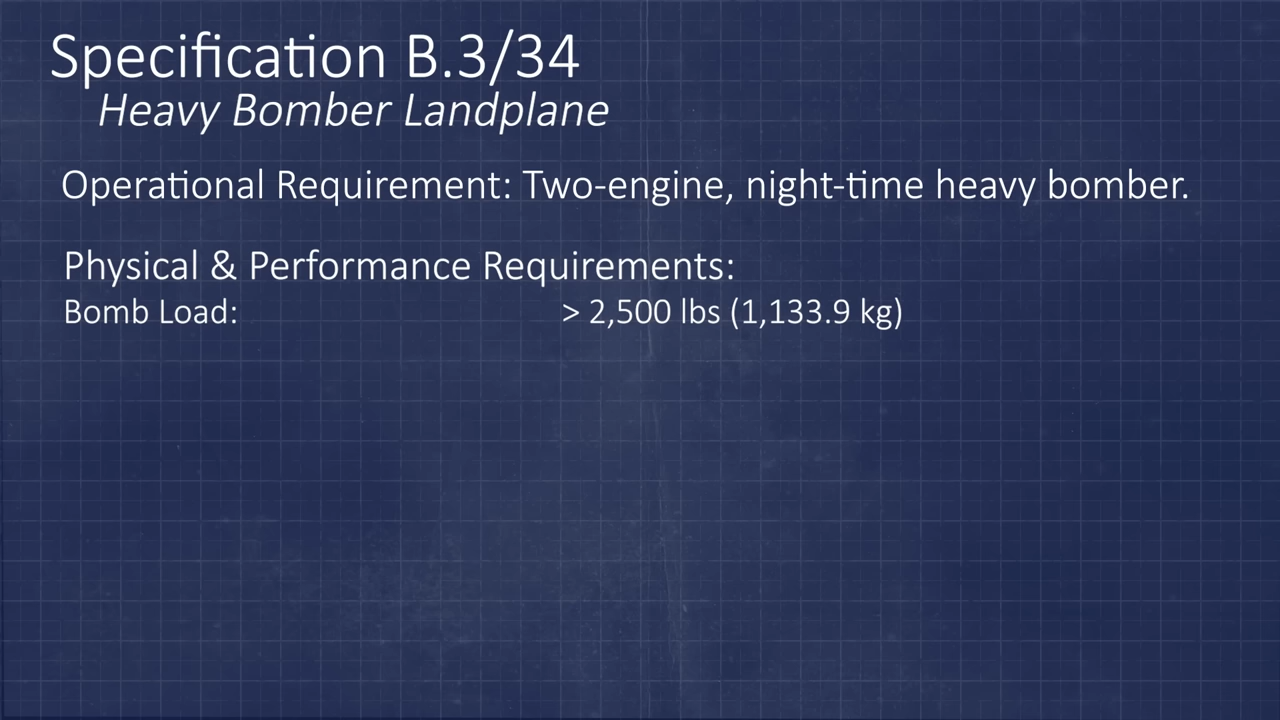 Specification B.3/34
Heavy Bomber Landplane
Operational Requirement: Two-engine, night-time heavy bomber.
Physical & Performance Requirements:
Bomb Load: > 2,500 lbs (1,133.9 kg)